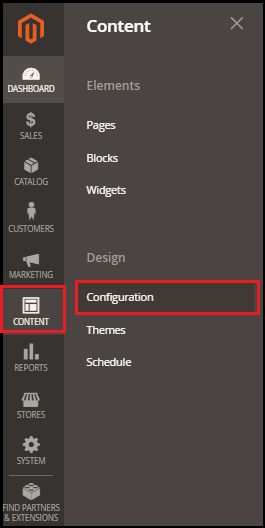 DASHBOARD
SALES
CATALOG
CUSTOMERS
MARKETING
CONTENT
REPORTS
STORES
SYSTEM
FIND PARTNERS
& EXTENSIONS
Content
Elements
Pages
Blocks
Widgets
Design
Configuration
Themes
Schedule